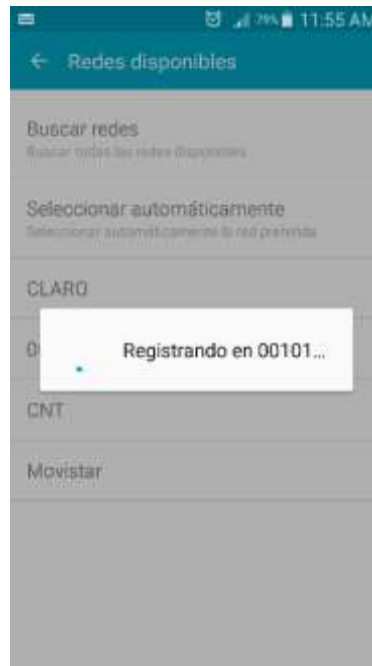 79% 11:55 AM
Redes disponibles
Buscar redes
Buscar todas las redes disponibles
Seleccionar automáticamente
Seleccionar automáticamente la red preferida
CLARO
Registrando en 00101...
CNT
Movistar